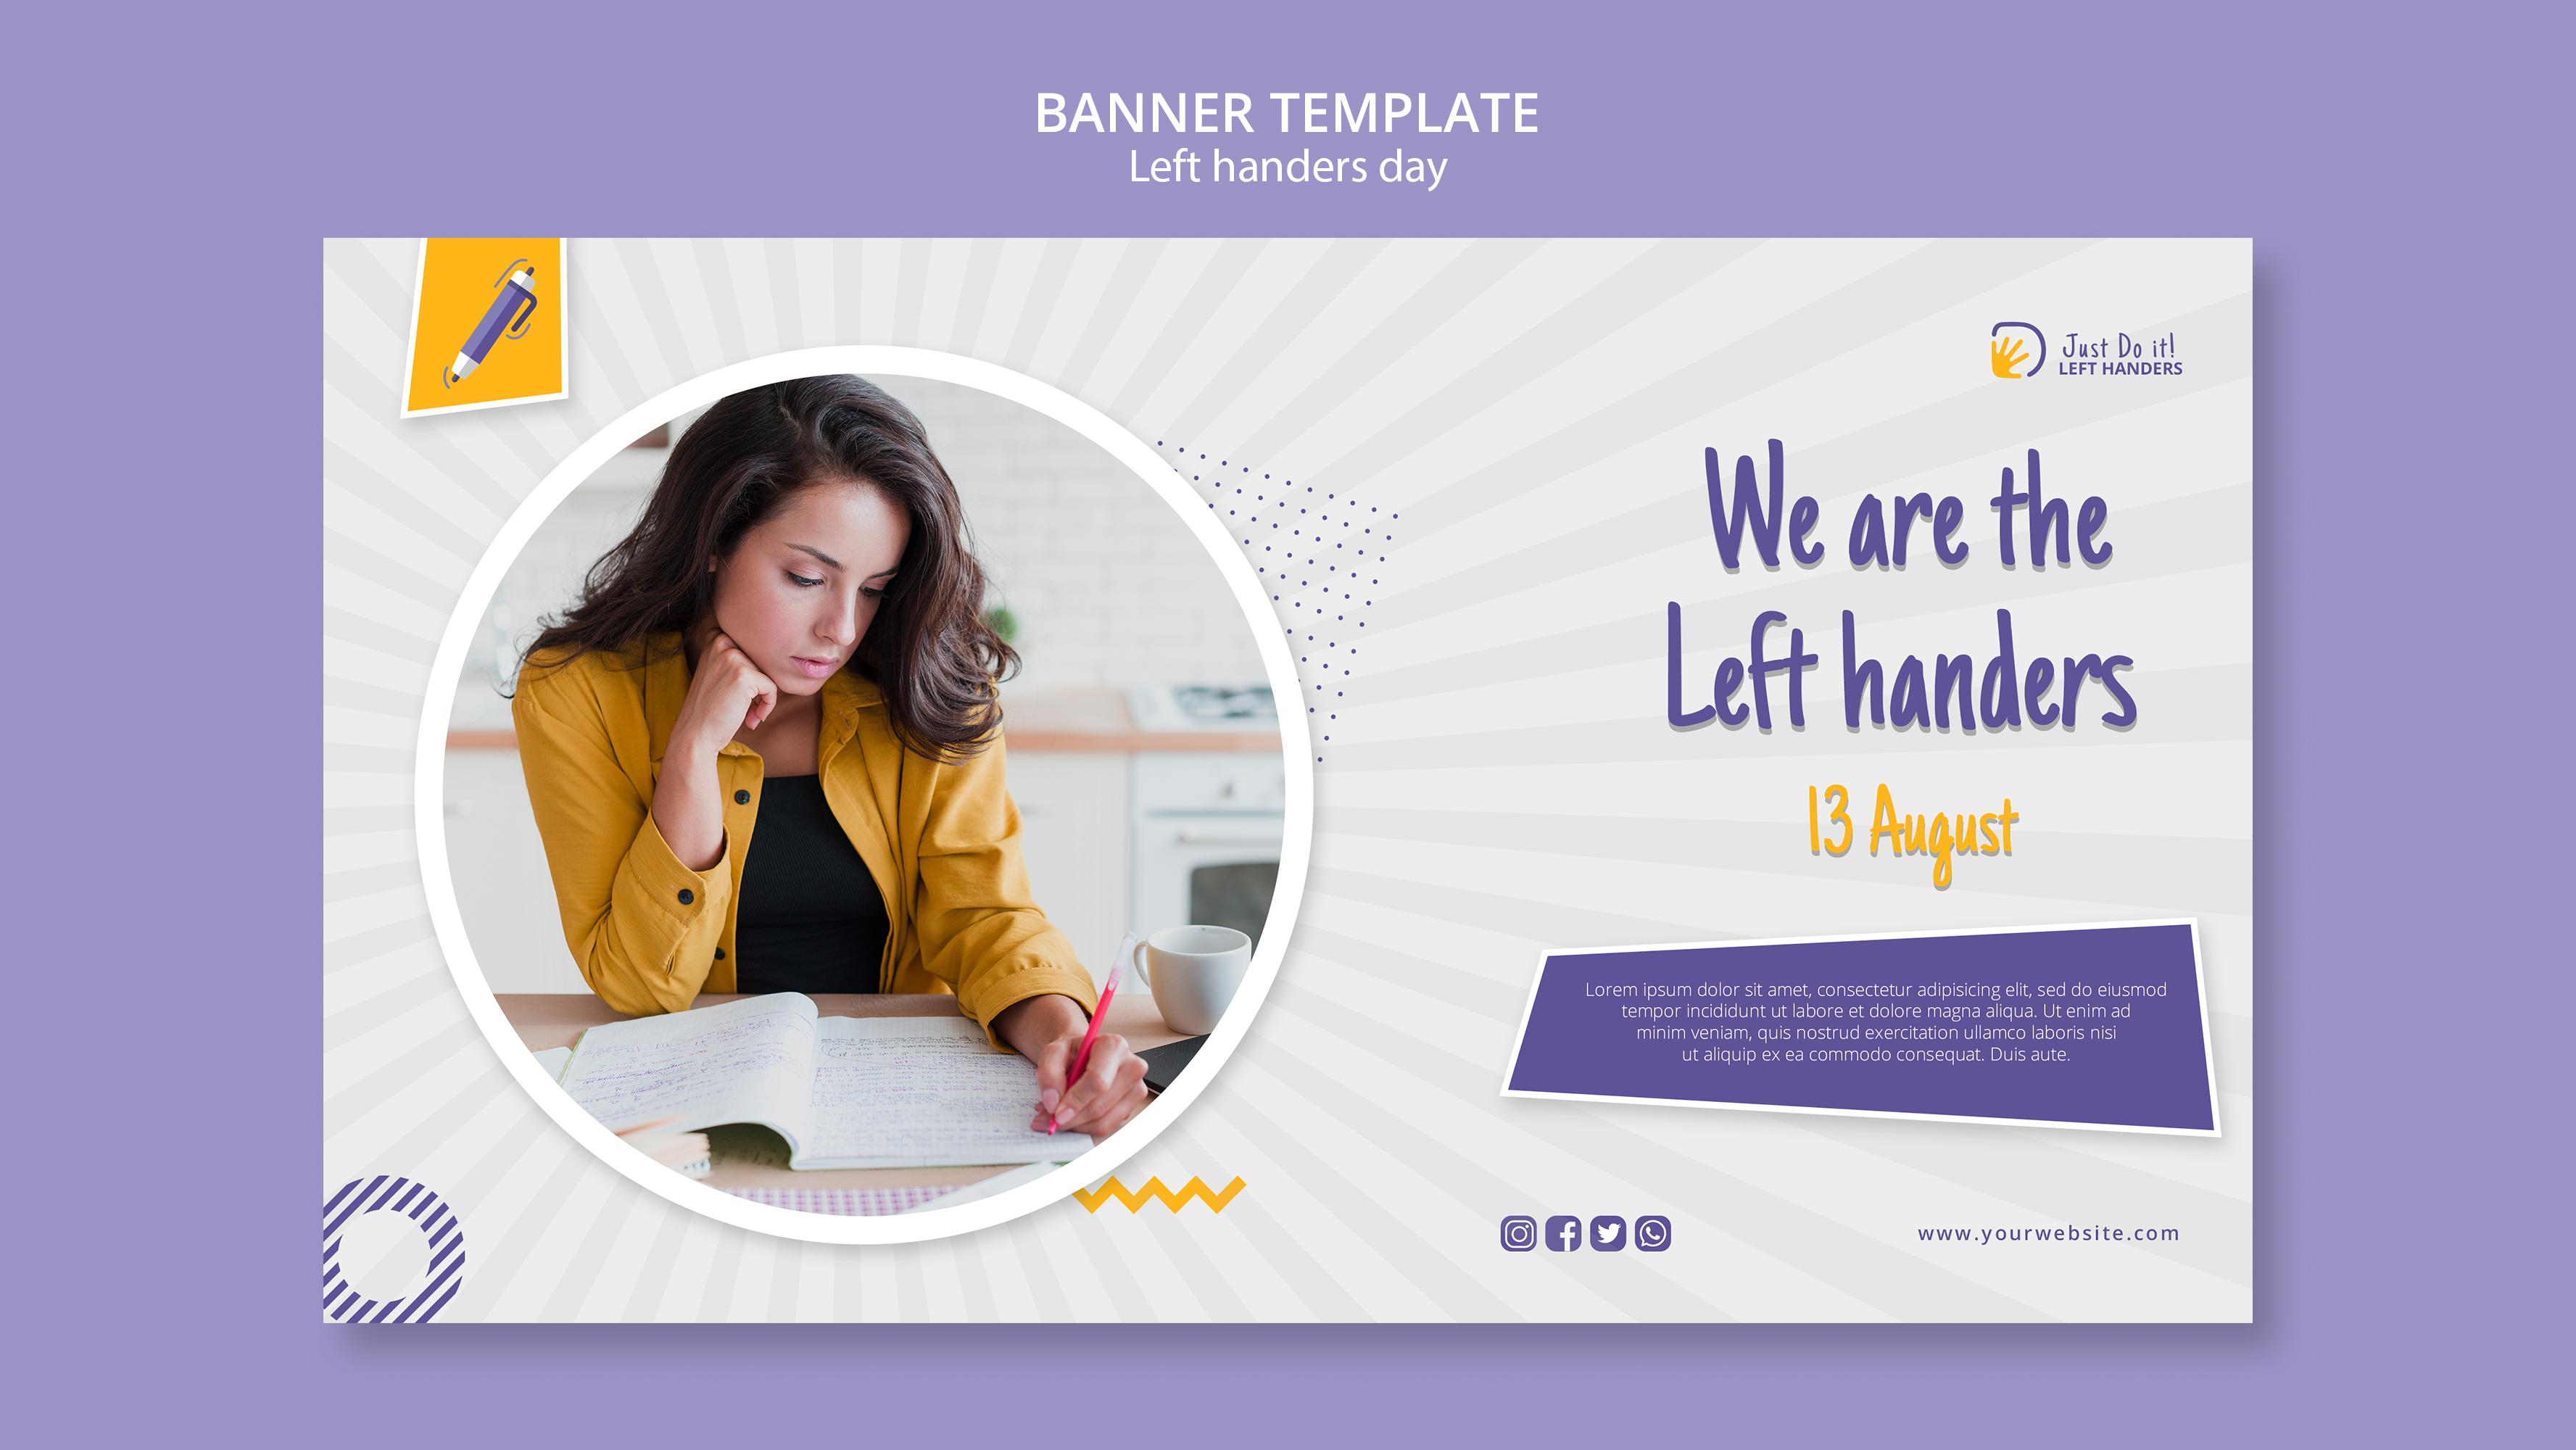 BANNER TEMPLATE
Left handers day
Just Do it!
LEFT HANDERS
We are the
Left handers
13 August
Lorem ipsum dolor sit amet, consectetur adipisicing elit, sed do eiusmod
tempor incididunt ut labore et dolore magna aliqua. Ut enim ad
minim veniam, quis nostrud exercitation ullamco laboris nisi
ut aliquip ex ea commodo consequat. Duis aute.
www.yourwebsite.com